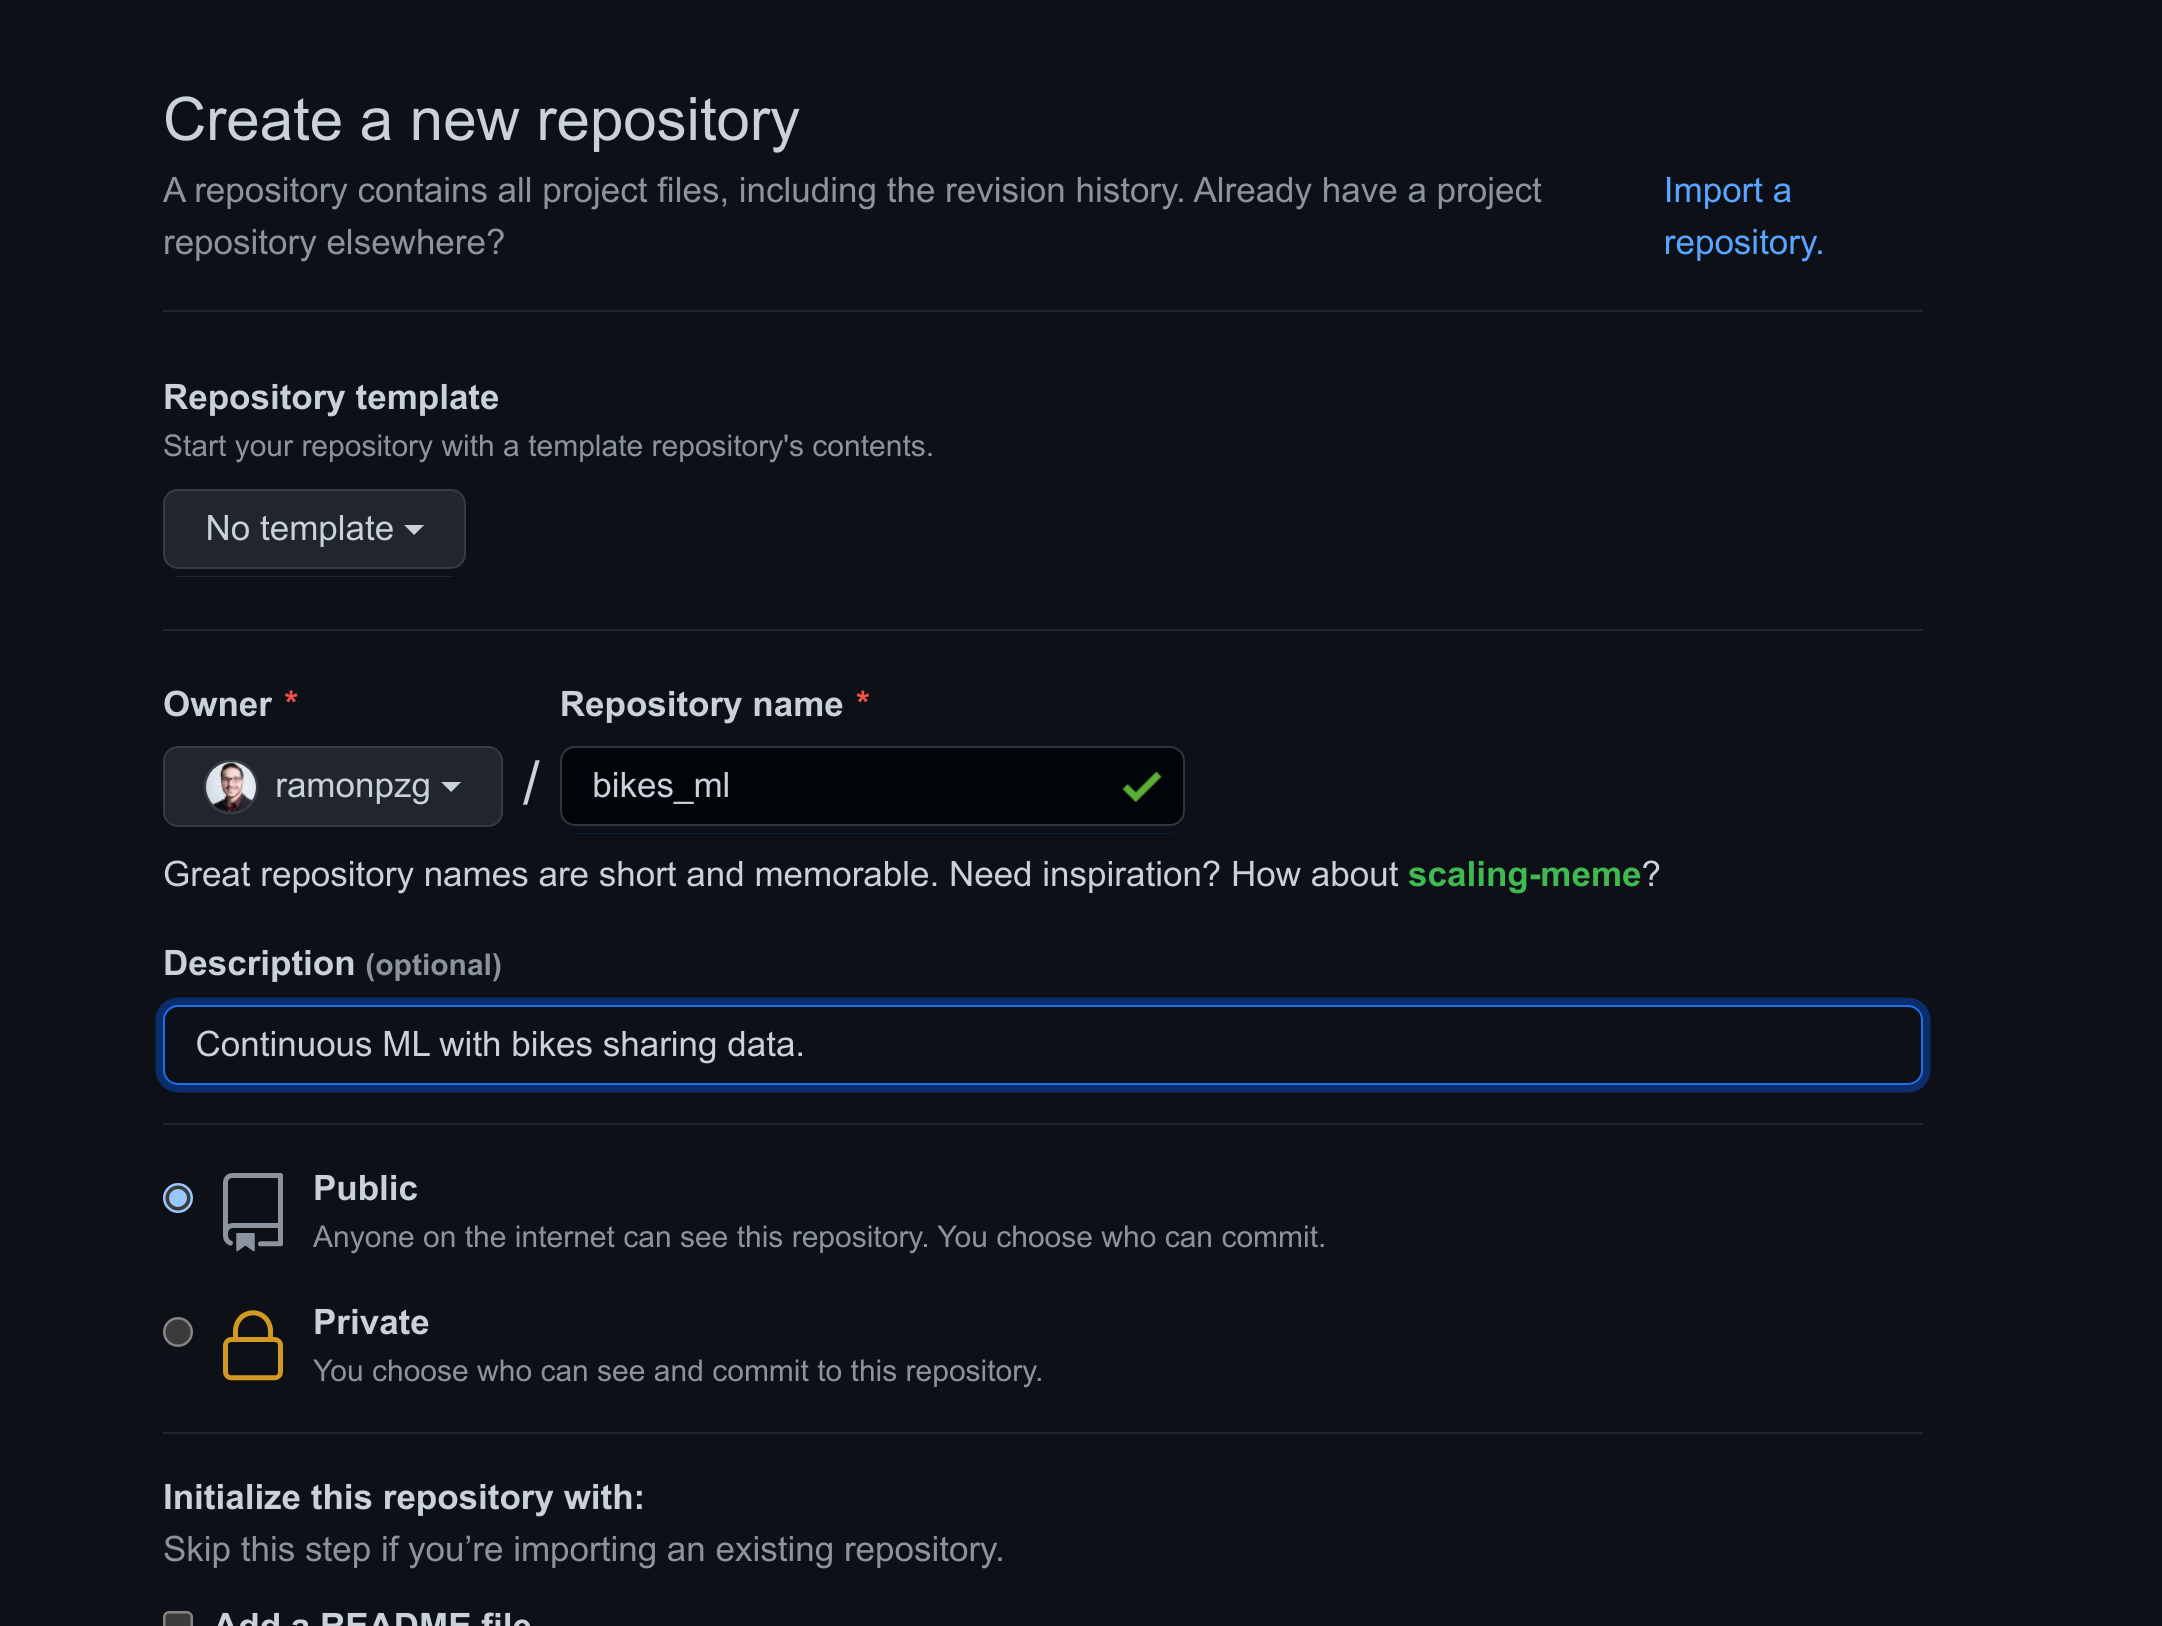 Create a new repository
A repository contains all project files, including the revision history. Already have a project
repository elsewhere?
Import a
repository.
Repository template
Start your repository with a template repository's contents.
No template
Owner *
Repository name *
ramonpzg / bikes_ml
Great repository names are short and memorable. Need inspiration? How about scaling-meme?
Description (optional)
Continuous ML with bikes sharing data.
Public
Anyone on the internet can see this repository. You choose who can commit.
Private
You choose who can see and commit to this repository.
Initialize this repository with:
Skip this step if you’re importing an existing repository.
Add a README file